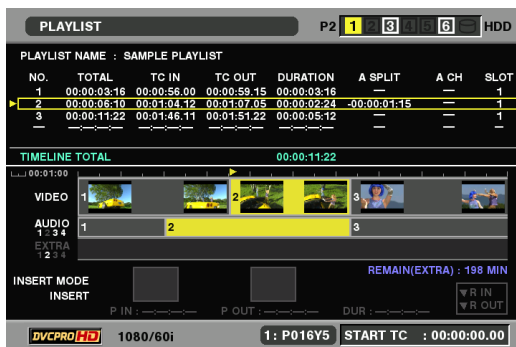 PLAYLIST P2 1 2 3 4 5 6 HDD
PLAYLIST NAME : SAMPLE PLAYLIST
NO. TOTAL TC IN TC OUT DURATION A SPLIT A CH SLOT
1 00:00:03:16 00:00:56.00 00:00:59.15 00:00:03:16 — — 1
2 00:00:06:10 00:01:04.12 00:01:07.05 00:00:02:24 -00:00:01:15 — 1
3 00:00:11:22 00:01:46.11 00:01:51.22 00:00:05:12 — — 1
— —:—:—:— —:—:—:— —:—:—:— —:—:—:— — — —
TIMELINE TOTAL 00:00:11:22
00:01:00
VIDEO 1 2 3
AUDIO 1 2 3
1 2 3 4
EXTRA
1 2 3 4
REMAIN(EXTRA) : 198 MIN
INSERT MODE
INSERT
▼R IN
▼R OUT
P IN : —:—:—:— P OUT : —:—:—:— DUR : —:—:—:—
DVCPRO HD 1080/60i 1: P016Y5 START TC : 00:00:00.00